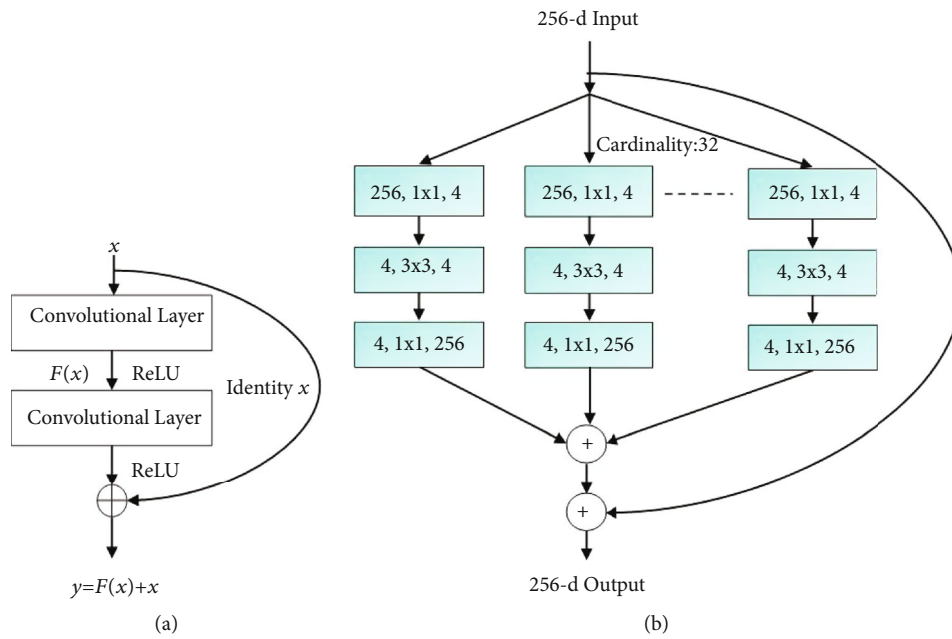 x
Convolutional Layer
F(x) ReLU
Identity x
Convolutional Layer
ReLU
y=F(x)+x
(a)
256-d Input
Cardinality:32
256, 1x1, 4
256, 1x1, 4
256, 1x1, 4
4, 3x3, 4
4, 3x3, 4
4, 3x3, 4
4, 1x1, 256
4, 1x1, 256
4, 1x1, 256
+
+
256-d Output
(b)